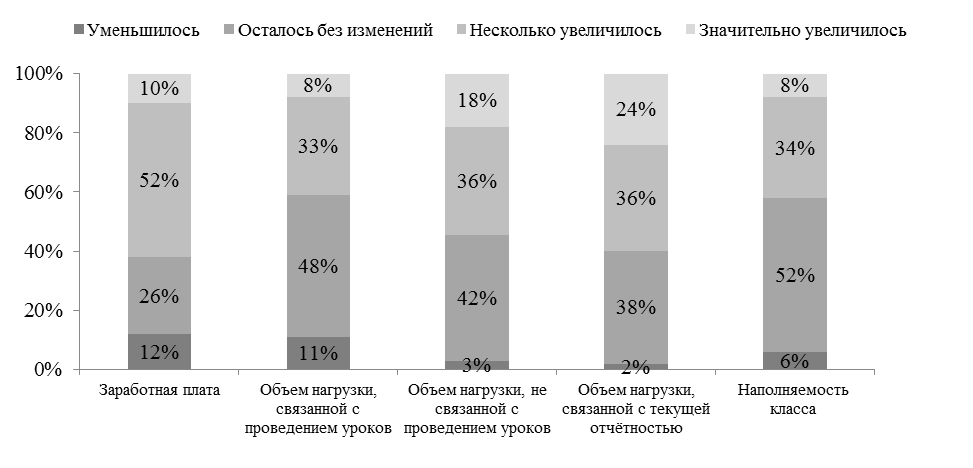 Уменьшилось Осталось без изменений Несколько увеличилось Значительно увеличилось
100%
80%
60%
40%
20%
0%
10%
52%
26%
12%
8%
33%
48%
11%
18%
36%
42%
3%
24%
36%
38%
2%
8%
34%
52%
6%
Заработная плата
Объем нагрузки,
связанной с
проведением уроков
Объем нагрузки, не
связанной с
проведением уроков
Объем нагрузки,
связанной с текущей
отчётностью
Наполняемость
класса